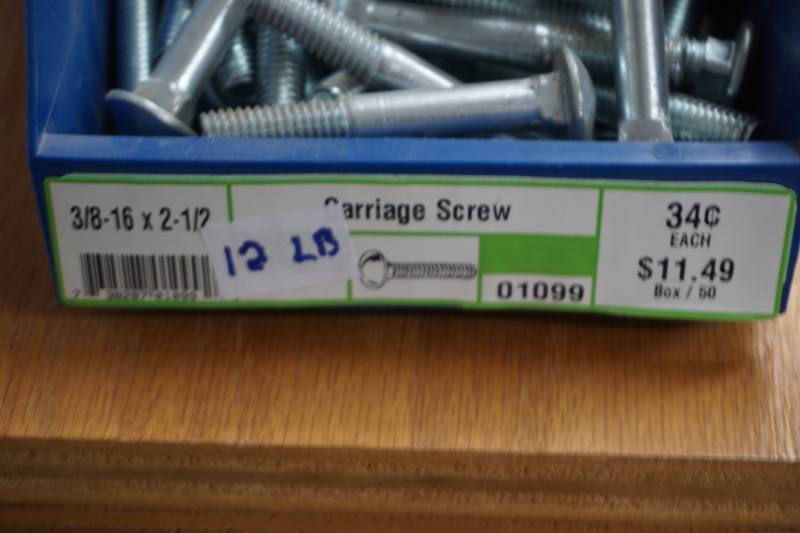 3/8-16 x 2-1/2
Carriage Screw
12 LB
01099
34¢
EACH
$11.49
Box / 50